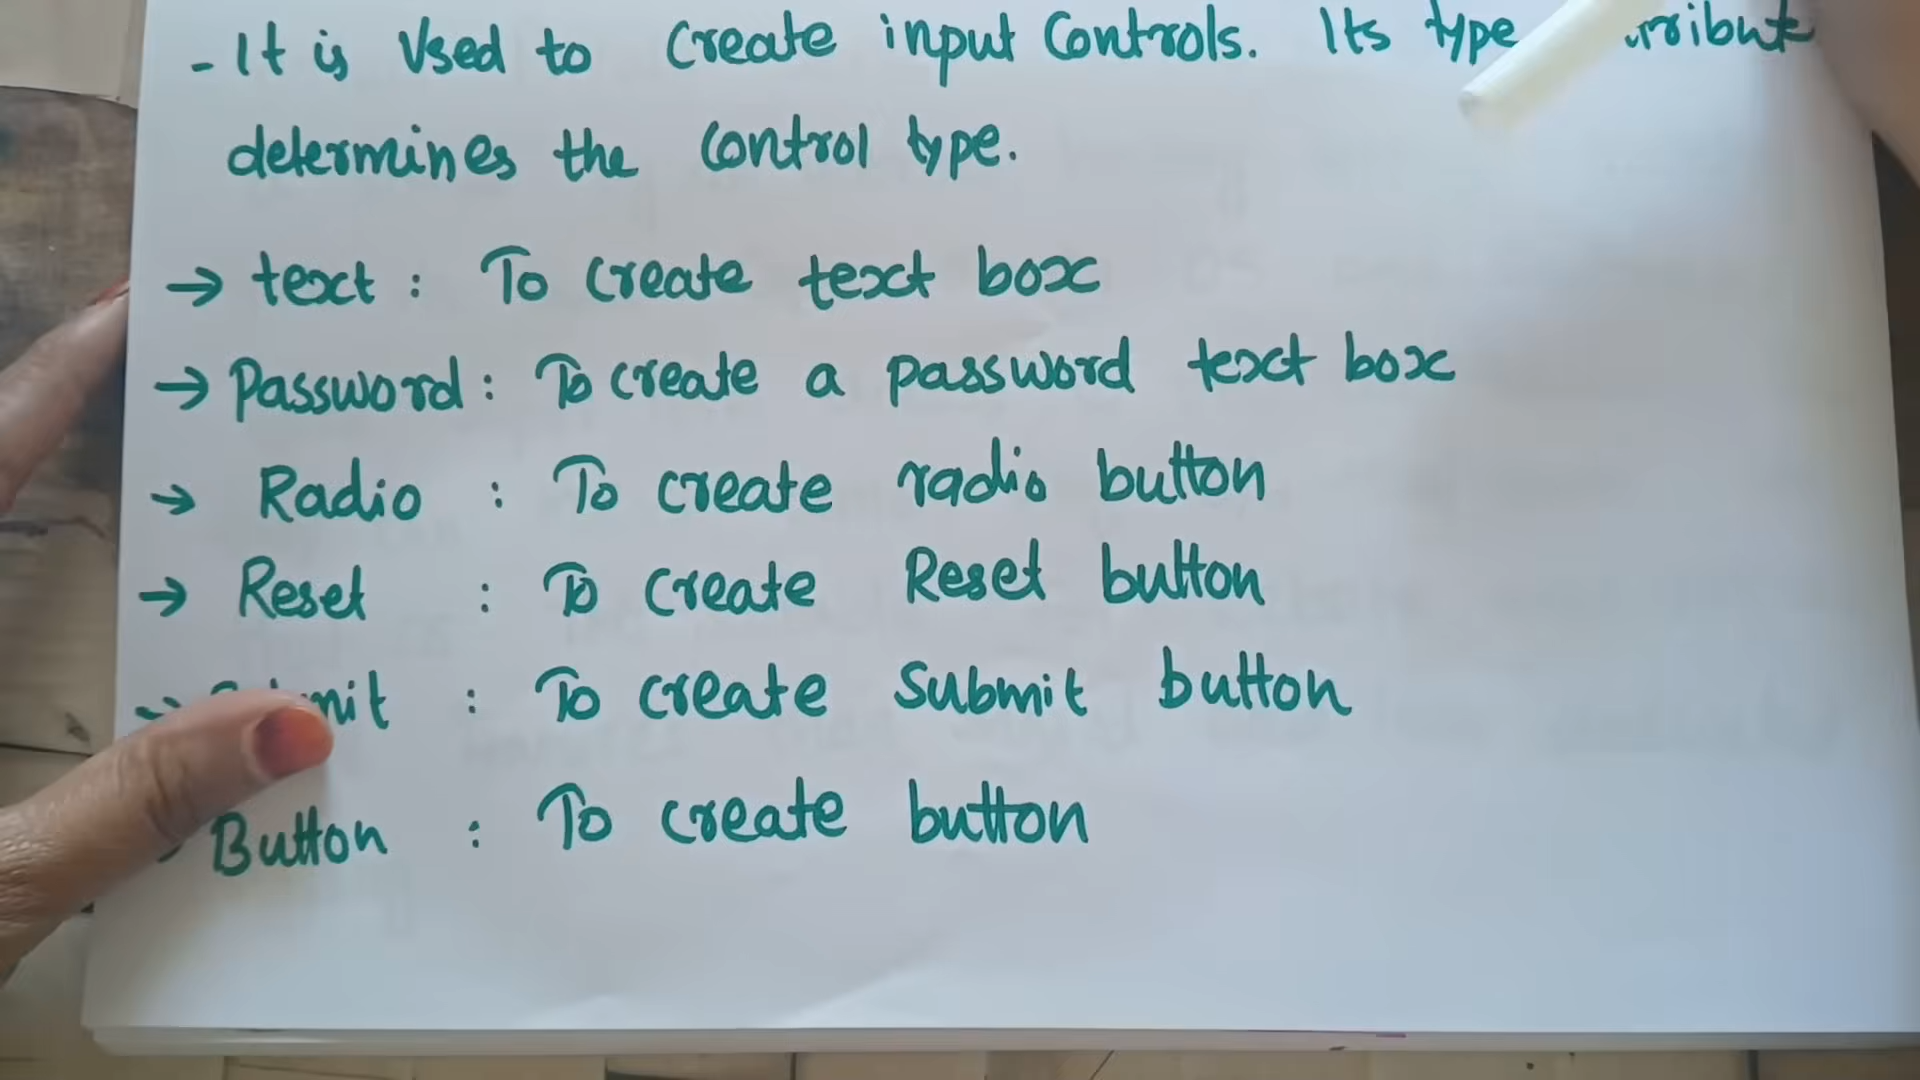 - It is Used to create input Controls. Its type
determines the control type.
→ text : To create text box
→ Password : To create a password text box
→ Radio : To create radio button
→ Reset : To create Reset button
: To create Submit button
Button : To create button